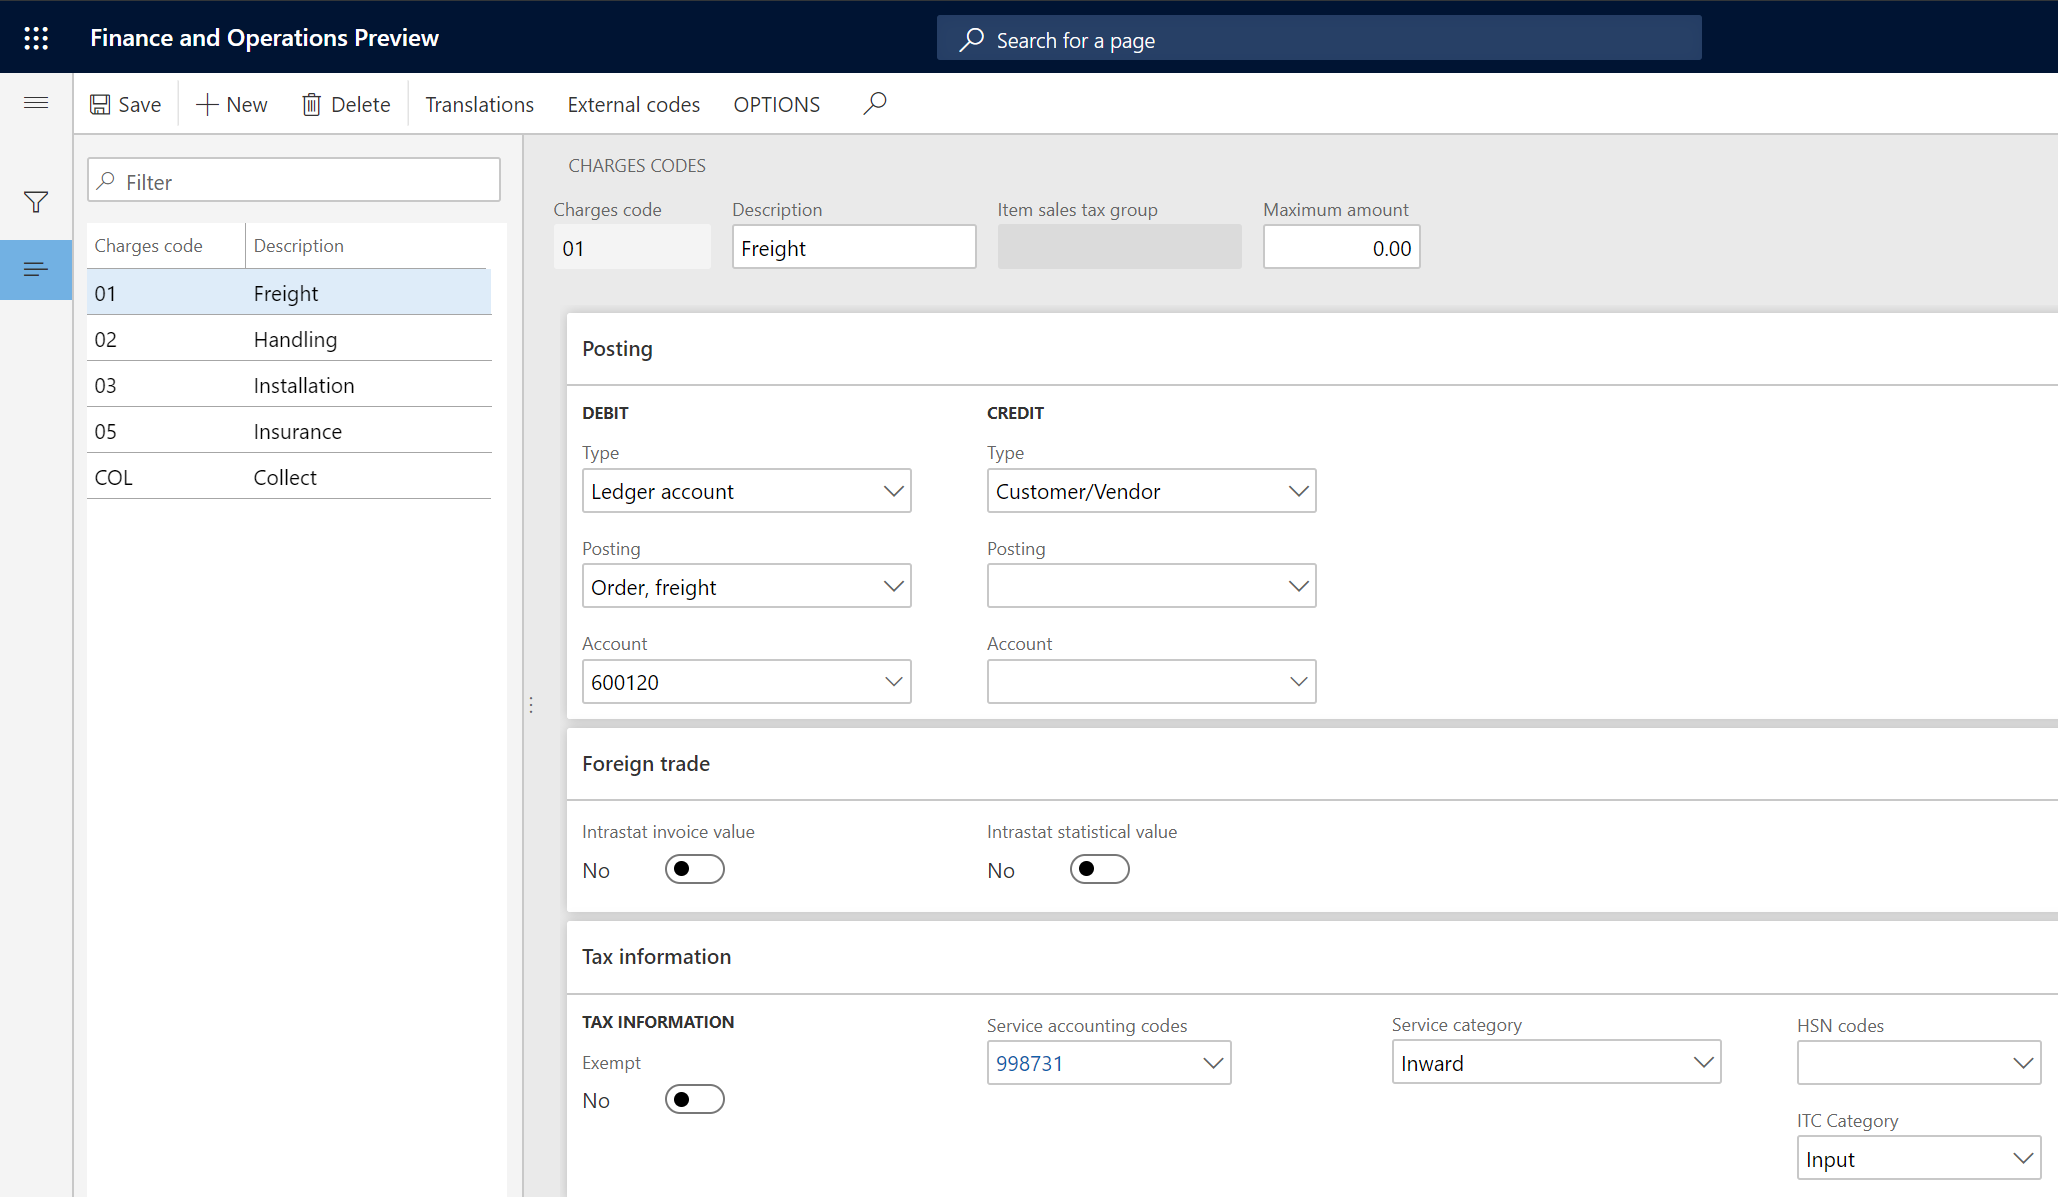 Finance and Operations Preview
Search for a page
Save
New
Delete
Translations
External codes
OPTIONS
Filter
Charges code Description
01 Freight
02 Handling
03 Installation
05 Insurance
COL Collect
CHARGES CODES
Charges code Description Item sales tax group Maximum amount
01 Freight 0.00
Posting
DEBIT CREDIT
Type Type
Ledger account Customer/Vendor
Posting Posting
Order, freight
Account Account
600120
Foreign trade
Intrastat invoice value Intrastat statistical value
No No
Tax information
TAX INFORMATION Service accounting codes Service category HSN codes
Exempt 998731 Inward
No
ITC Category
Input